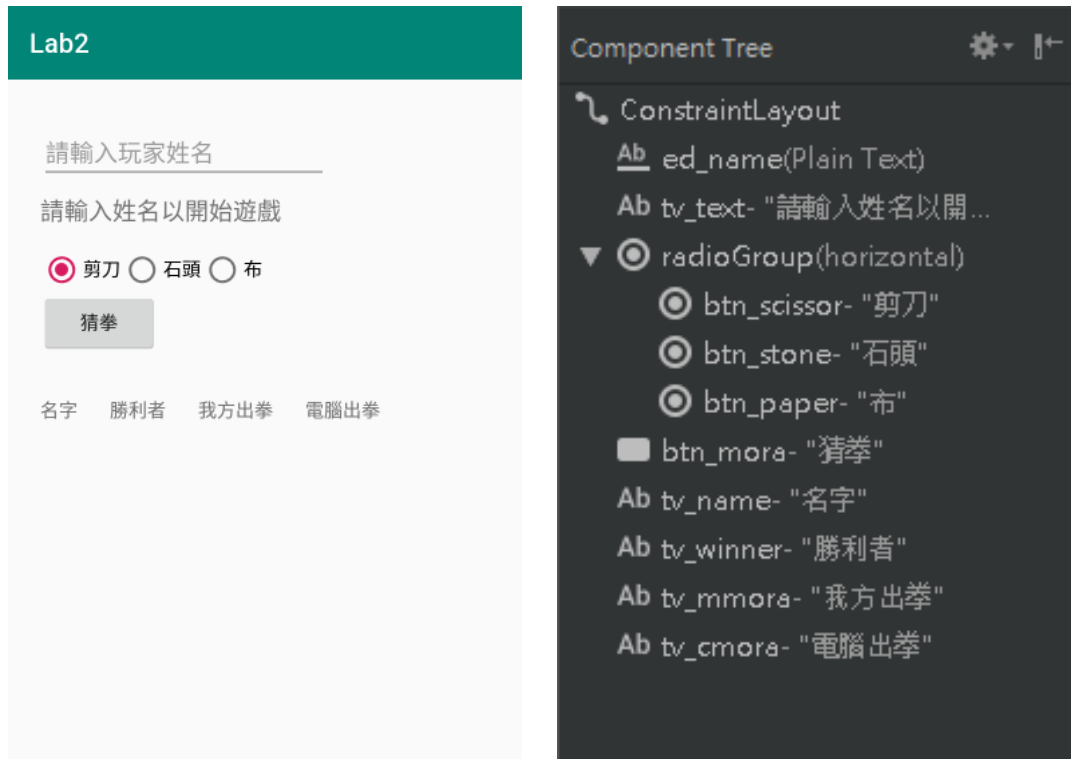 Lab2
請輸入玩家姓名
請輸入姓名以開始遊戲
剪刀 石頭 布
猜拳
名字 勝利者 我方出拳 電腦出拳
Component Tree
ConstraintLayout
ed_name(Plain Text)
tv_text- "請輸入姓名以開...
radioGroup(horizontal)
btn_scissor- "剪刀"
btn_stone- "石頭"
btn_paper- "布"
btn_mora- "猜拳"
tv_name- "名字"
tv_winner- "勝利者"
tv_mmora- "我方出拳"
tv_cmora- "電腦出拳"